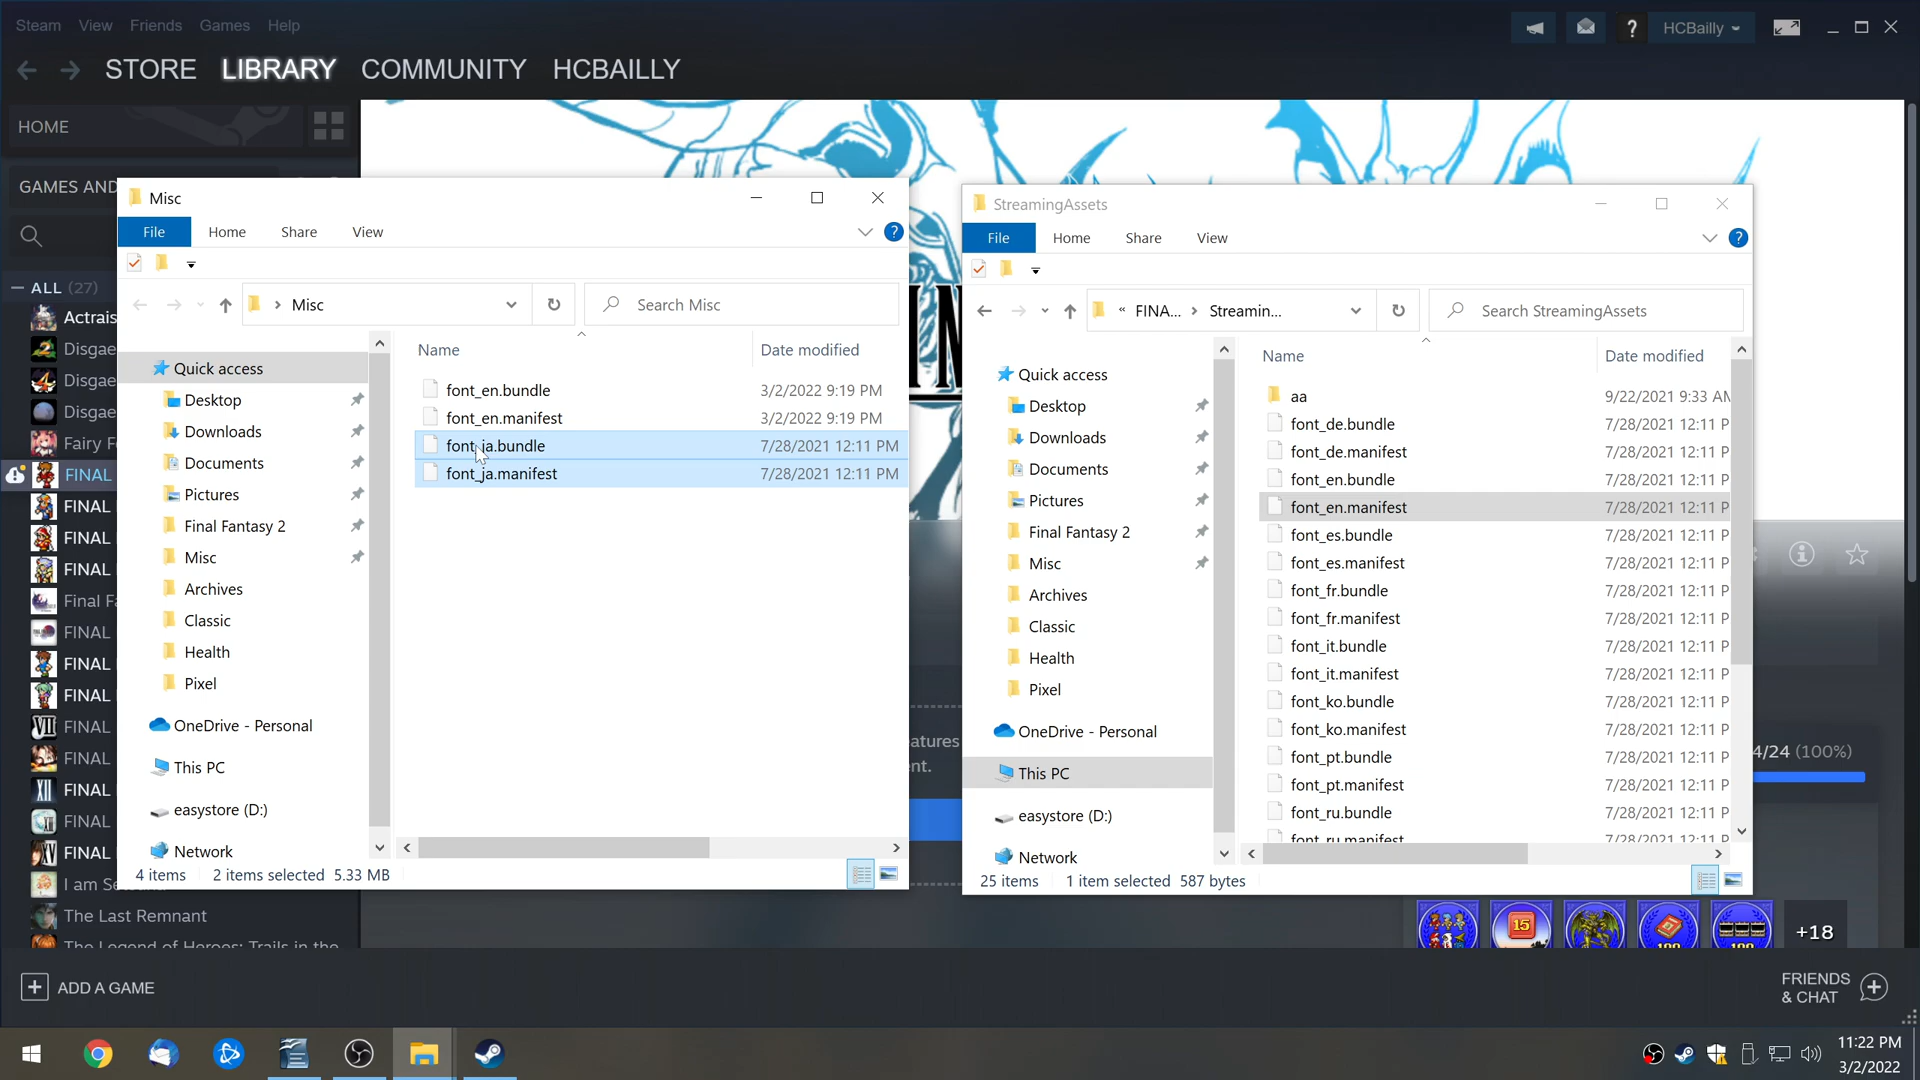 Steam View Friends Games Help
HCBailly
STORE LIBRARY COMMUNITY HCBAILLY
HOME
GAMES AND
ALL (27)
Actrais
Disgae
Disgae
Disgae
Fairy F
FINAL
FINAL
FINAL
FINAL
Final Fa
FINAL
FINAL
FINAL
FINAL
FINAL
FINAL
FINAL
FINAL
I am Setsuna
The Last Remnant
The Legend of Heroes: Trails in the
ADD A GAME
Misc
File Home Share View
Misc
Search Misc
Quick access
Desktop
Downloads
Documents
Pictures
Final Fantasy 2
Misc
Archives
Classic
Health
Pixel
OneDrive - Personal
This PC
easystore (D:)
Network
Name Date modified
font_en.bundle 3/2/2022 9:19 PM
font_en.manifest 3/2/2022 9:19 PM
font_ja.bundle 7/28/2021 12:11 PM
font_ja.manifest 7/28/2021 12:11 PM
4 items 2 items selected 5.33 MB
StreamingAssets
File Home Share View
« FINA... Streamin...
Search StreamingAssets
Quick access
Desktop
Downloads
Documents
Pictures
Final Fantasy 2
Misc
Archives
Classic
Health
Pixel
OneDrive - Personal
This PC
easystore (D:)
Network
Name Date modified
aa 9/22/2021 9:33 AM
font_de.bundle 7/28/2021 12:11 P
font_de.manifest 7/28/2021 12:11 P
font_en.bundle 7/28/2021 12:11 P
font_en.manifest 7/28/2021 12:11 P
font_es.bundle 7/28/2021 12:11 P
font_es.manifest 7/28/2021 12:11 P
font_fr.bundle 7/28/2021 12:11 P
font_fr.manifest 7/28/2021 12:11 P
font_it.bundle 7/28/2021 12:11 P
font_it.manifest 7/28/2021 12:11 P
font_ko.bundle 7/28/2021 12:11 P
font_ko.manifest 7/28/2021 12:11 P
font_pt.bundle 7/28/2021 12:11 P
font_pt.manifest 7/28/2021 12:11 P
font_ru.bundle 7/28/2021 12:11 P
font_ru.manifest 7/28/2021 12:11 P
25 items 1 item selected 587 bytes
atures
nt.
4/24 (100%)
15
+18
FRIENDS
& CHAT
11:22 PM
3/2/2022